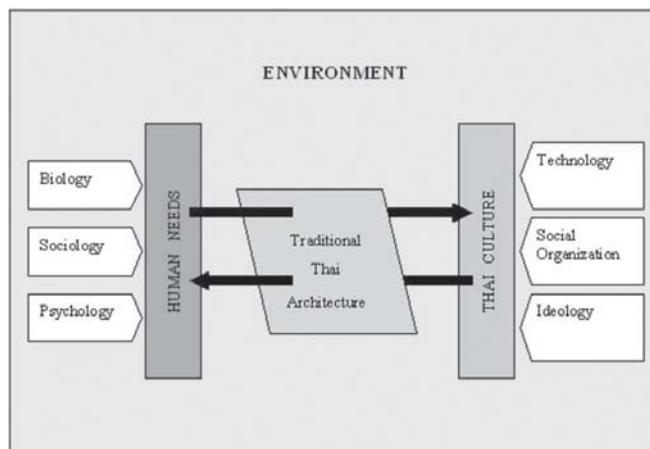 ENVIRONMENT
Biology
Sociology
Psychology
HUMAN NEEDS
Traditional
Thai
Architecture
THAI CULTURE
Technology
Social
Organization
Ideology